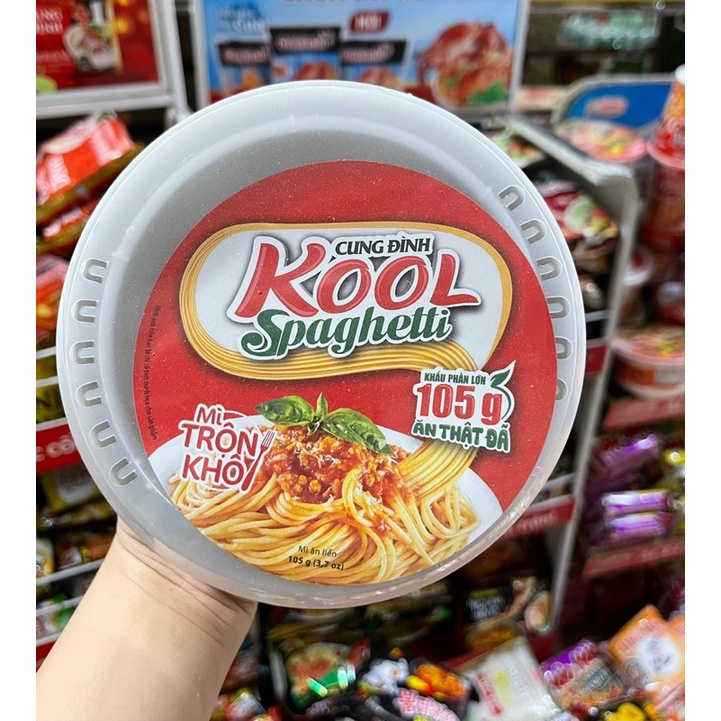 CUNG ĐÌNH
KOOL
Spaghetti
KHẨU PHẦN LỚN
105 g
ĂN THẬT ĐÃ
MÌ
TRỘN
KHÔ
Mì ăn liền
105 g (3,7 oz)